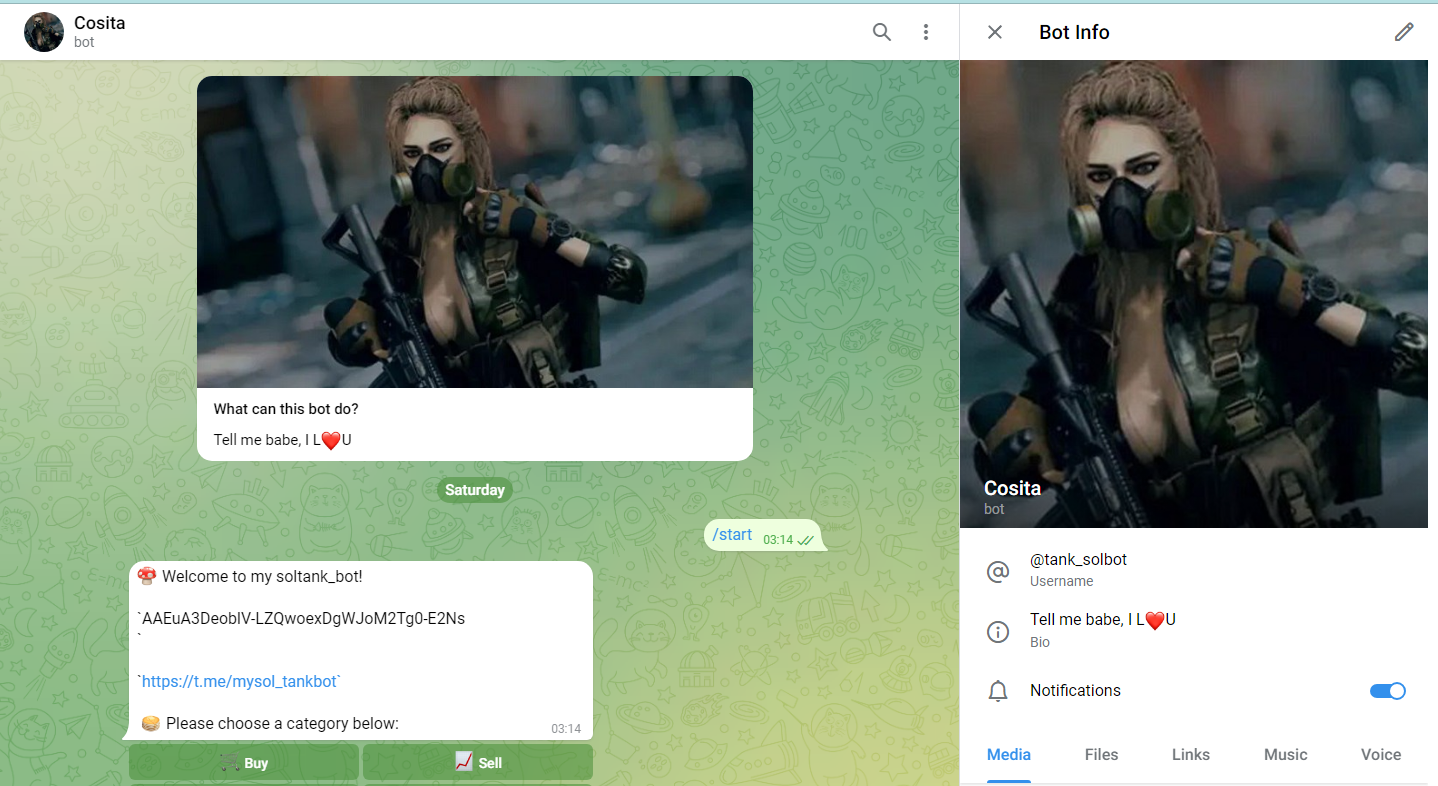 Cosita
bot
What can this bot do?
Tell me babe, I L❤️U
Saturday
/start 03:14
🍄 Welcome to my soltank_bot!
`AAEuA3DeoblV-LZQwoexDgWJoM2Tg0-E2Ns
`
`https://t.me/mysol_tankbot`
Please choose a category below:
03:14
🛒 Buy
📈 Sell
Bot Info
Cosita
bot
@tank_solbot
Username
Tell me babe, I L❤️U
Bio
Notifications
Media Files Links Music Voice